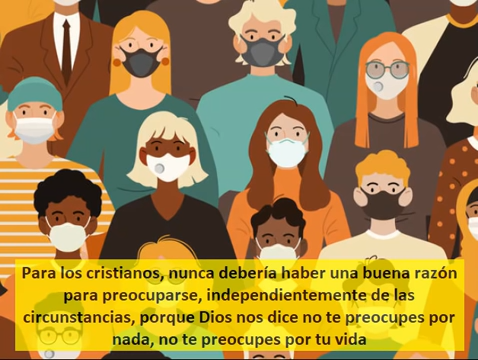 Para los cristianos, nunca debería haber una buena razón
para preocuparse, independientemente de las
circunstancias, porque Dios nos dice no te preocupes por
nada, no te preocupes por tu vida